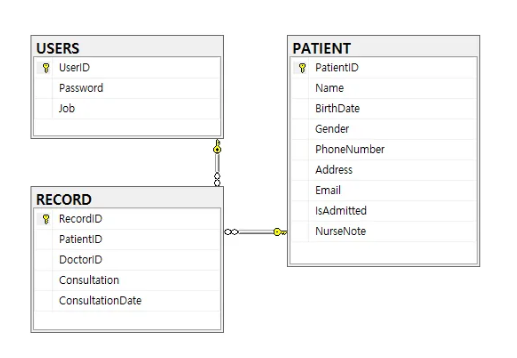 USERS
UserID
Password
Job
PATIENT
PatientID
Name
BirthDate
Gender
PhoneNumber
Address
Email
IsAdmitted
NurseNote
RECORD
RecordID
PatientID
DoctorID
Consultation
ConsultationDate